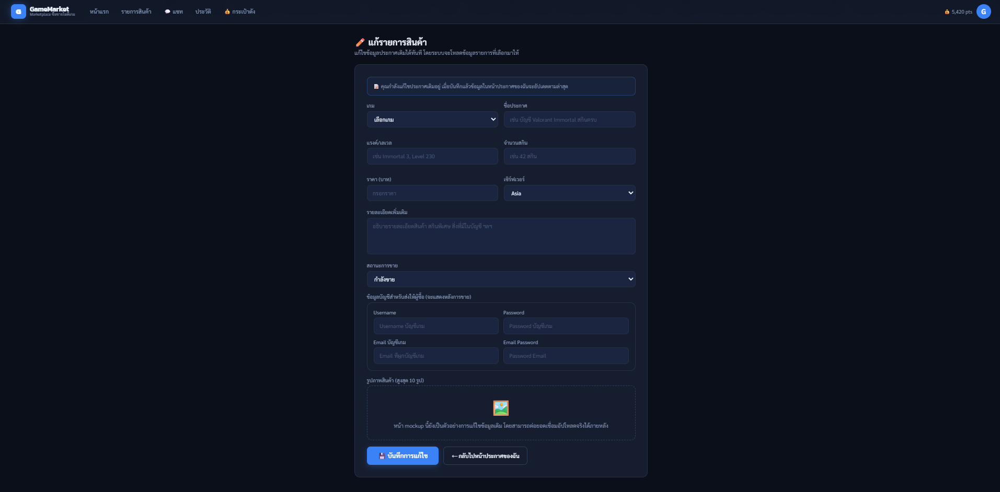 G
GameMarket
Marketplace ซื้อขายไอดีเกม
หน้าแรก
รายการสินค้า
แชท
ประวัติ
กระเป๋าตัง
5,420 pts
G
แก้รายการสินค้า
แก้ไขข้อมูลประกาศเดิมได้ทันที โดยระบบจะโหลดข้อมูลรายการที่เลือกมาให้
คุณกำลังแก้ไขประกาศเดิมอยู่ เมื่อบันทึกแล้วข้อมูลในหน้าประกาศของฉันจะอัปเดตตามล่าสุด
เกม
ชื่อประกาศ
เลือกเกม
เช่น บัญชี Valorant Immortal สกินครบ
แรงค์/เลเวล
จำนวนสกิน
เช่น Immortal 3, Level 230
เช่น 42 สกิน
ราคา (บาท)
เซิร์ฟเวอร์
กรอกราคา
Asia
รายละเอียดเพิ่มเติม
อธิบายรายละเอียดสินค้า สกินพิเศษ สิ่งที่มีในบัญชี ฯลฯ
สถานะการขาย
กำลังขาย
ข้อมูลบัญชีสำหรับส่งให้ผู้ซื้อ (จะแสดงหลังการขาย)
Username
Password
Username บัญชีเกม
Password บัญชีเกม
Email บัญชีเกม
Email Password
Email ที่ผูกบัญชีเกม
Password Email
รูปภาพสินค้า (สูงสุด 10 รูป)
หน้า mockup นี้ยังเป็นตัวอย่างการแก้ไขข้อมูลเดิม โดยสามารถต่อยอดเชื่อมอัปโหลดจริงได้ภายหลัง
บันทึกการแก้ไข
← กลับไปหน้าประกาศของฉัน